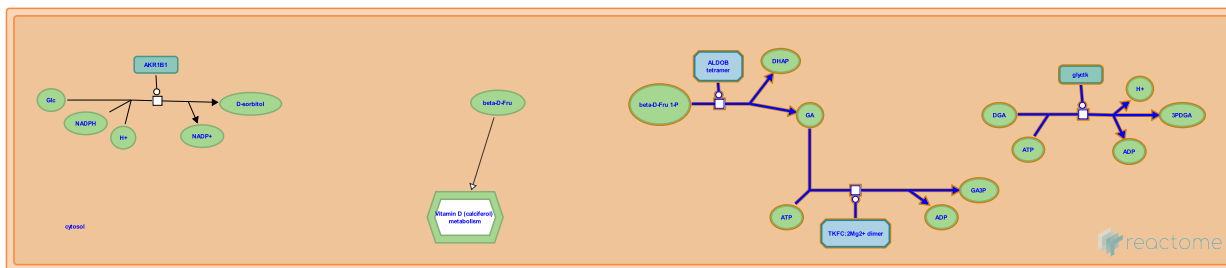 AKR1B1
Glc
NADPH
H+
NADP+
D-sorbitol
beta-D-Fru
Vitamin D (calciferol)
metabolism
ALDOB
tetramer
DHAP
beta-D-Fru 1-P
GA
ATP
TKFC:2Mg2+ dimer
ADP
GA3P
glyctk
DGA
ATP
H+
ADP
3PDGA
cytosol
reactome